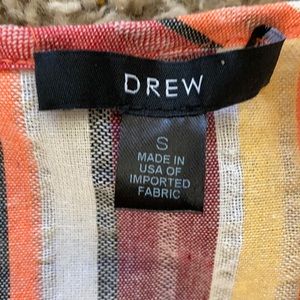 DREW
S
MADE IN
USA OF
IMPORTED
FABRIC